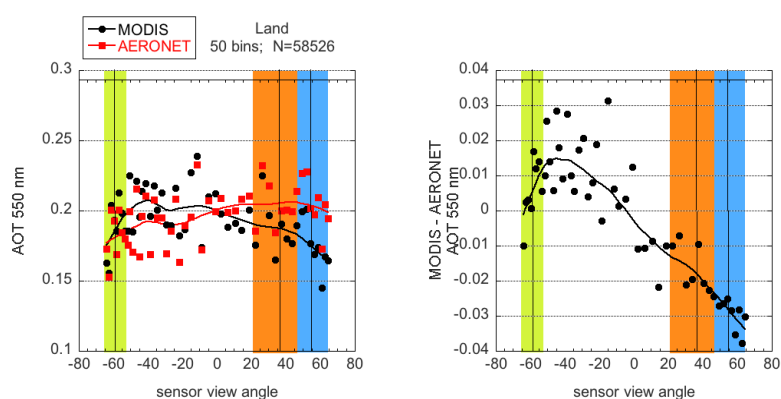 MODIS
AERONET
Land
50 bins; N=58526
0.3
0.25
0.2
0.15
0.1
AOT 550 nm
-80 -40 0 40 80
-60 -20 20 60
sensor view angle
0.04
0.03
0.02
0.01
0
-0.01
-0.02
-0.03
-0.04
MODIS - AERONET
AOT 550 nm
-80 -60 -40 -20 0 20 40 60 80
sensor view angle